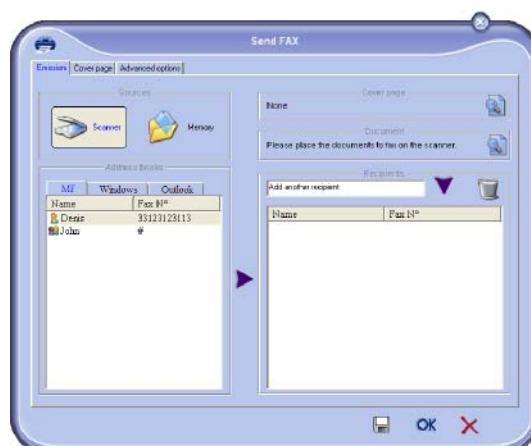 Send FAX
Emission Cover page Advanced options
Sources
Scanner
Memory
Address books
MF Windows Outlook
Name Fax N°
Denis 33123123113
John #
Cover page
None
Document
Please place the documents to fax on the scanner.
Recipients
Add another recipient
Name Fax N°
OK